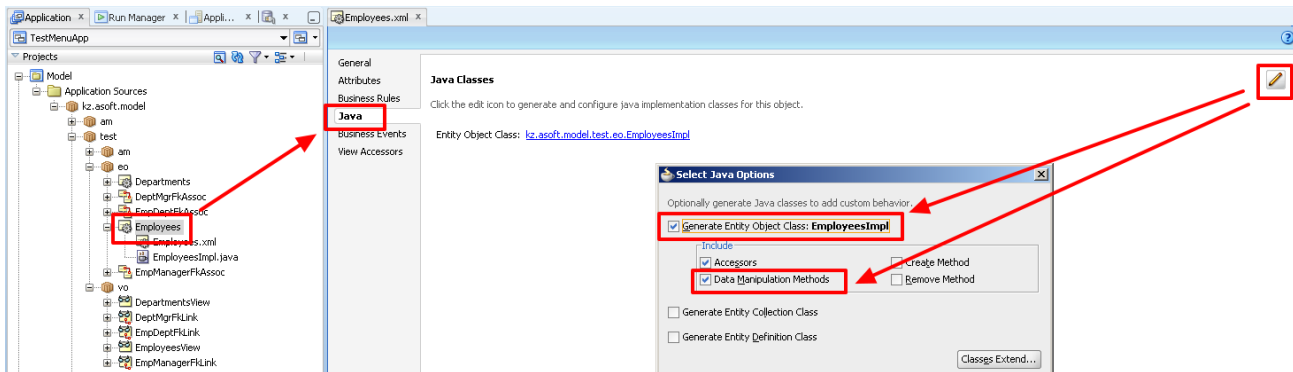 Application
Run Manager
Appli...
Employees.xml
TestMenuApp
Projects
Model
Application Sources
kz.asoft.model
am
test
am
eo
Departments
DeptMgrFkAssoc
EmpDeptFkAssoc
Employees
Employees.xml
EmployeesImpl.java
EmpManagerFkAssoc
vo
DepartmentsView
DeptMgrFkLink
EmpDeptFkLink
EmployeesView
EmpManagerFkLink
General
Attributes
Business Rules
Java
Business Events
View Accessors
Java Classes
Click the edit icon to generate and configure java implementation classes for this object.
Entity Object Class: kz.asoft.model.test.eo.EmployeesImpl
Select Java Options
Optionally generate Java classes to add custom behavior.
Generate Entity Object Class: EmployeesImpl
Include
Accessors
Create Method
Data Manipulation Methods
Remove Method
Generate Entity Collection Class
Generate Entity Definition Class
Classes Extend...